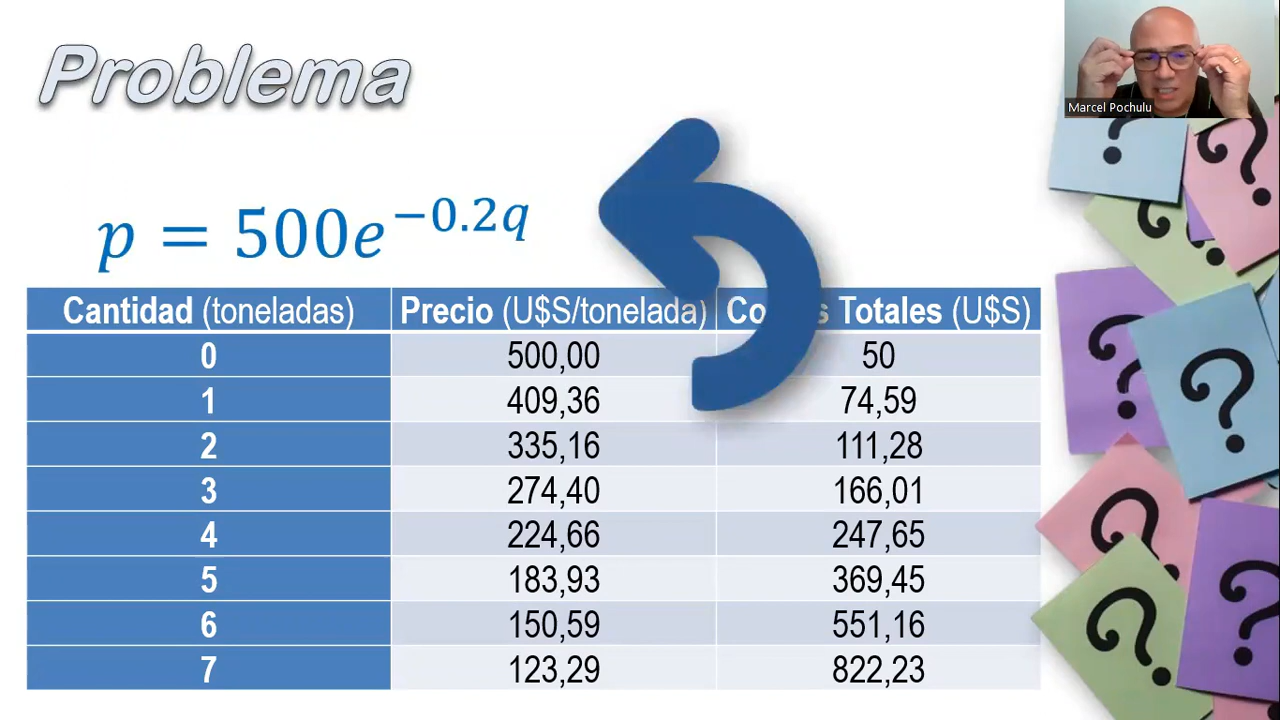 Problema
Marcel Pochulu
p = 500e^{-0.2q}
Cantidad (toneladas) Precio (U$S/tonelada) Totales (U$S)
0 500,00 50
1 409,36 74,59
2 335,16 111,28
3 274,40 166,01
4 224,66 247,65
5 183,93 369,45
6 150,59 551,16
7 123,29 822,23